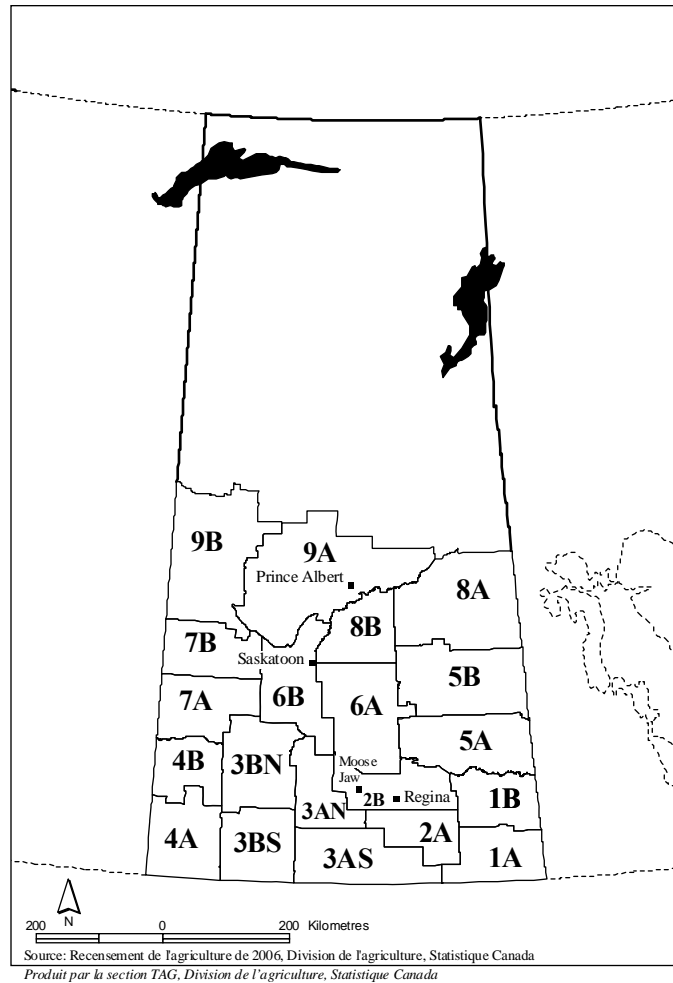 9B
9A
Prince Albert
8A
8B
7B
Saskatoon
5B
6B
6A
7A
5A
4B
3BN
Moose
Jaw
2B
Regina
1B
3AN
4A
3BS
2A
3AS
1A
N
200 0 200 Kilometres
Source: Recensement de l'agriculture de 2006, Division de l'agriculture, Statistique Canada
Produit par la section TAG, Division de l'agriculture, Statistique Canada